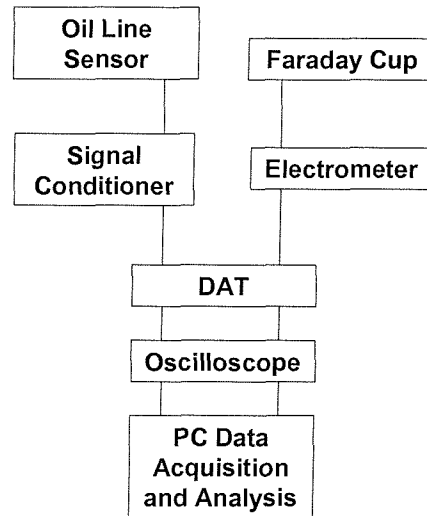 Oil Line
Sensor
Faraday Cup
Signal
Conditioner
Electrometer
DAT
Oscilloscope
PC Data
Acquisition
and Analysis